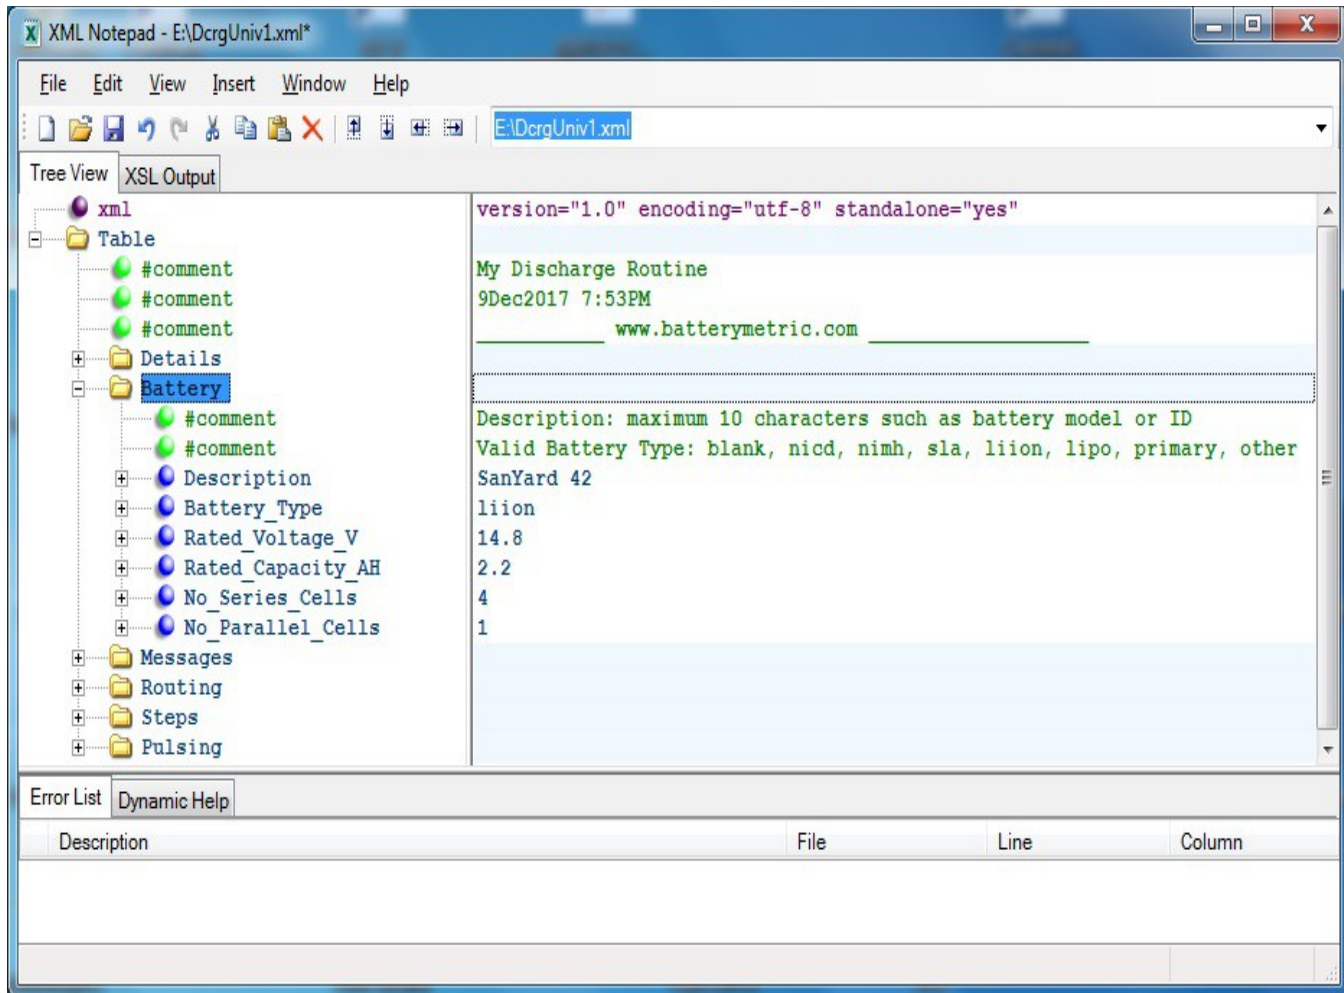 XML Notepad - E:\DcrgUniv1.xml*
File Edit View Insert Window Help
E:\DcrgUniv1.xml
Tree View XSL Output
xml version="1.0" encoding="utf-8" standalone="yes"
Table
#comment My Discharge Routine
#comment 9Dec2017 7:53PM
#comment ___________ www.batterymetric.com ___________________
Details
Battery
#comment Description: maximum 10 characters such as battery model or ID
#comment Valid Battery Type: blank, nicd, nimh, sla, liion, lipo, primary, other
Description SanYard 42
Battery_Type liion
Rated_Voltage_V 14.8
Rated_Capacity_AH 2.2
No_Series_Cells 4
No_Parallel_Cells 1
Messages
Routing
Steps
Pulsing
Error List Dynamic Help
Description File Line Column